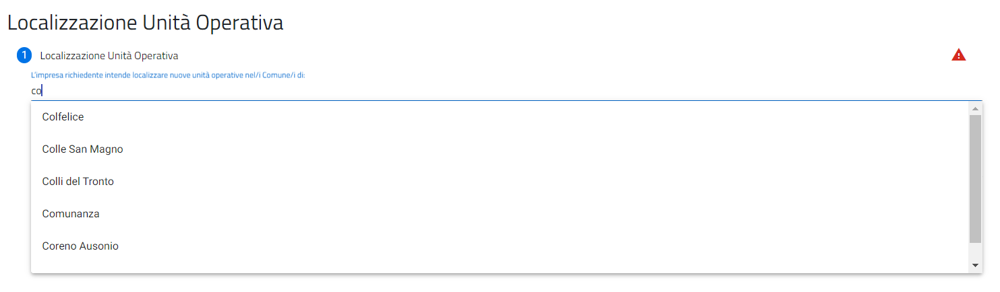 Localizzazione Unità Operativa
1 Localizzazione Unità Operativa
L'impresa richiedente intende localizzare nuove unità operative nel/i Comune/i di:
co
Colfelice
Colle San Magno
Colli del Tronto
Comunanza
Coreno Ausonio